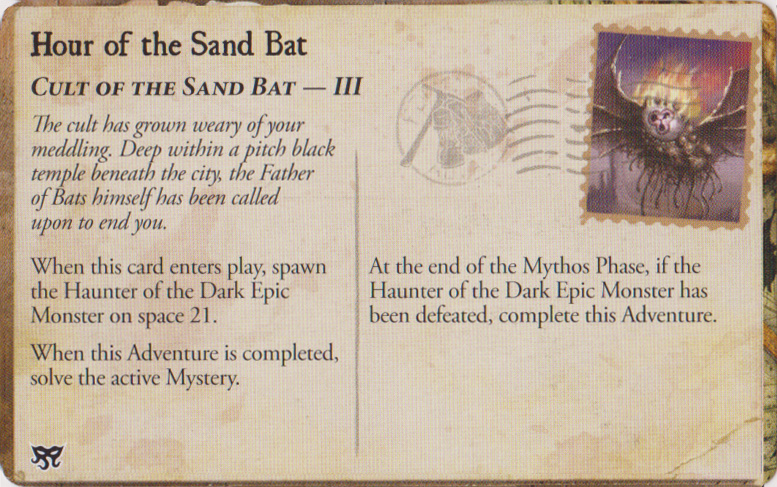 Hour of the Sand Bat
Cult of the Sand Bat — III
The cult has grown weary of your
meddling. Deep within a pitch black
temple beneath the city, the Father
of Bats himself has been called
upon to end you.
When this card enters play, spawn
the Haunter of the Dark Epic
Monster on space 21.
When this Adventure is completed,
solve the active Mystery.
At the end of the Mythos Phase, if the
Haunter of the Dark Epic Monster has
been defeated, complete this Adventure.